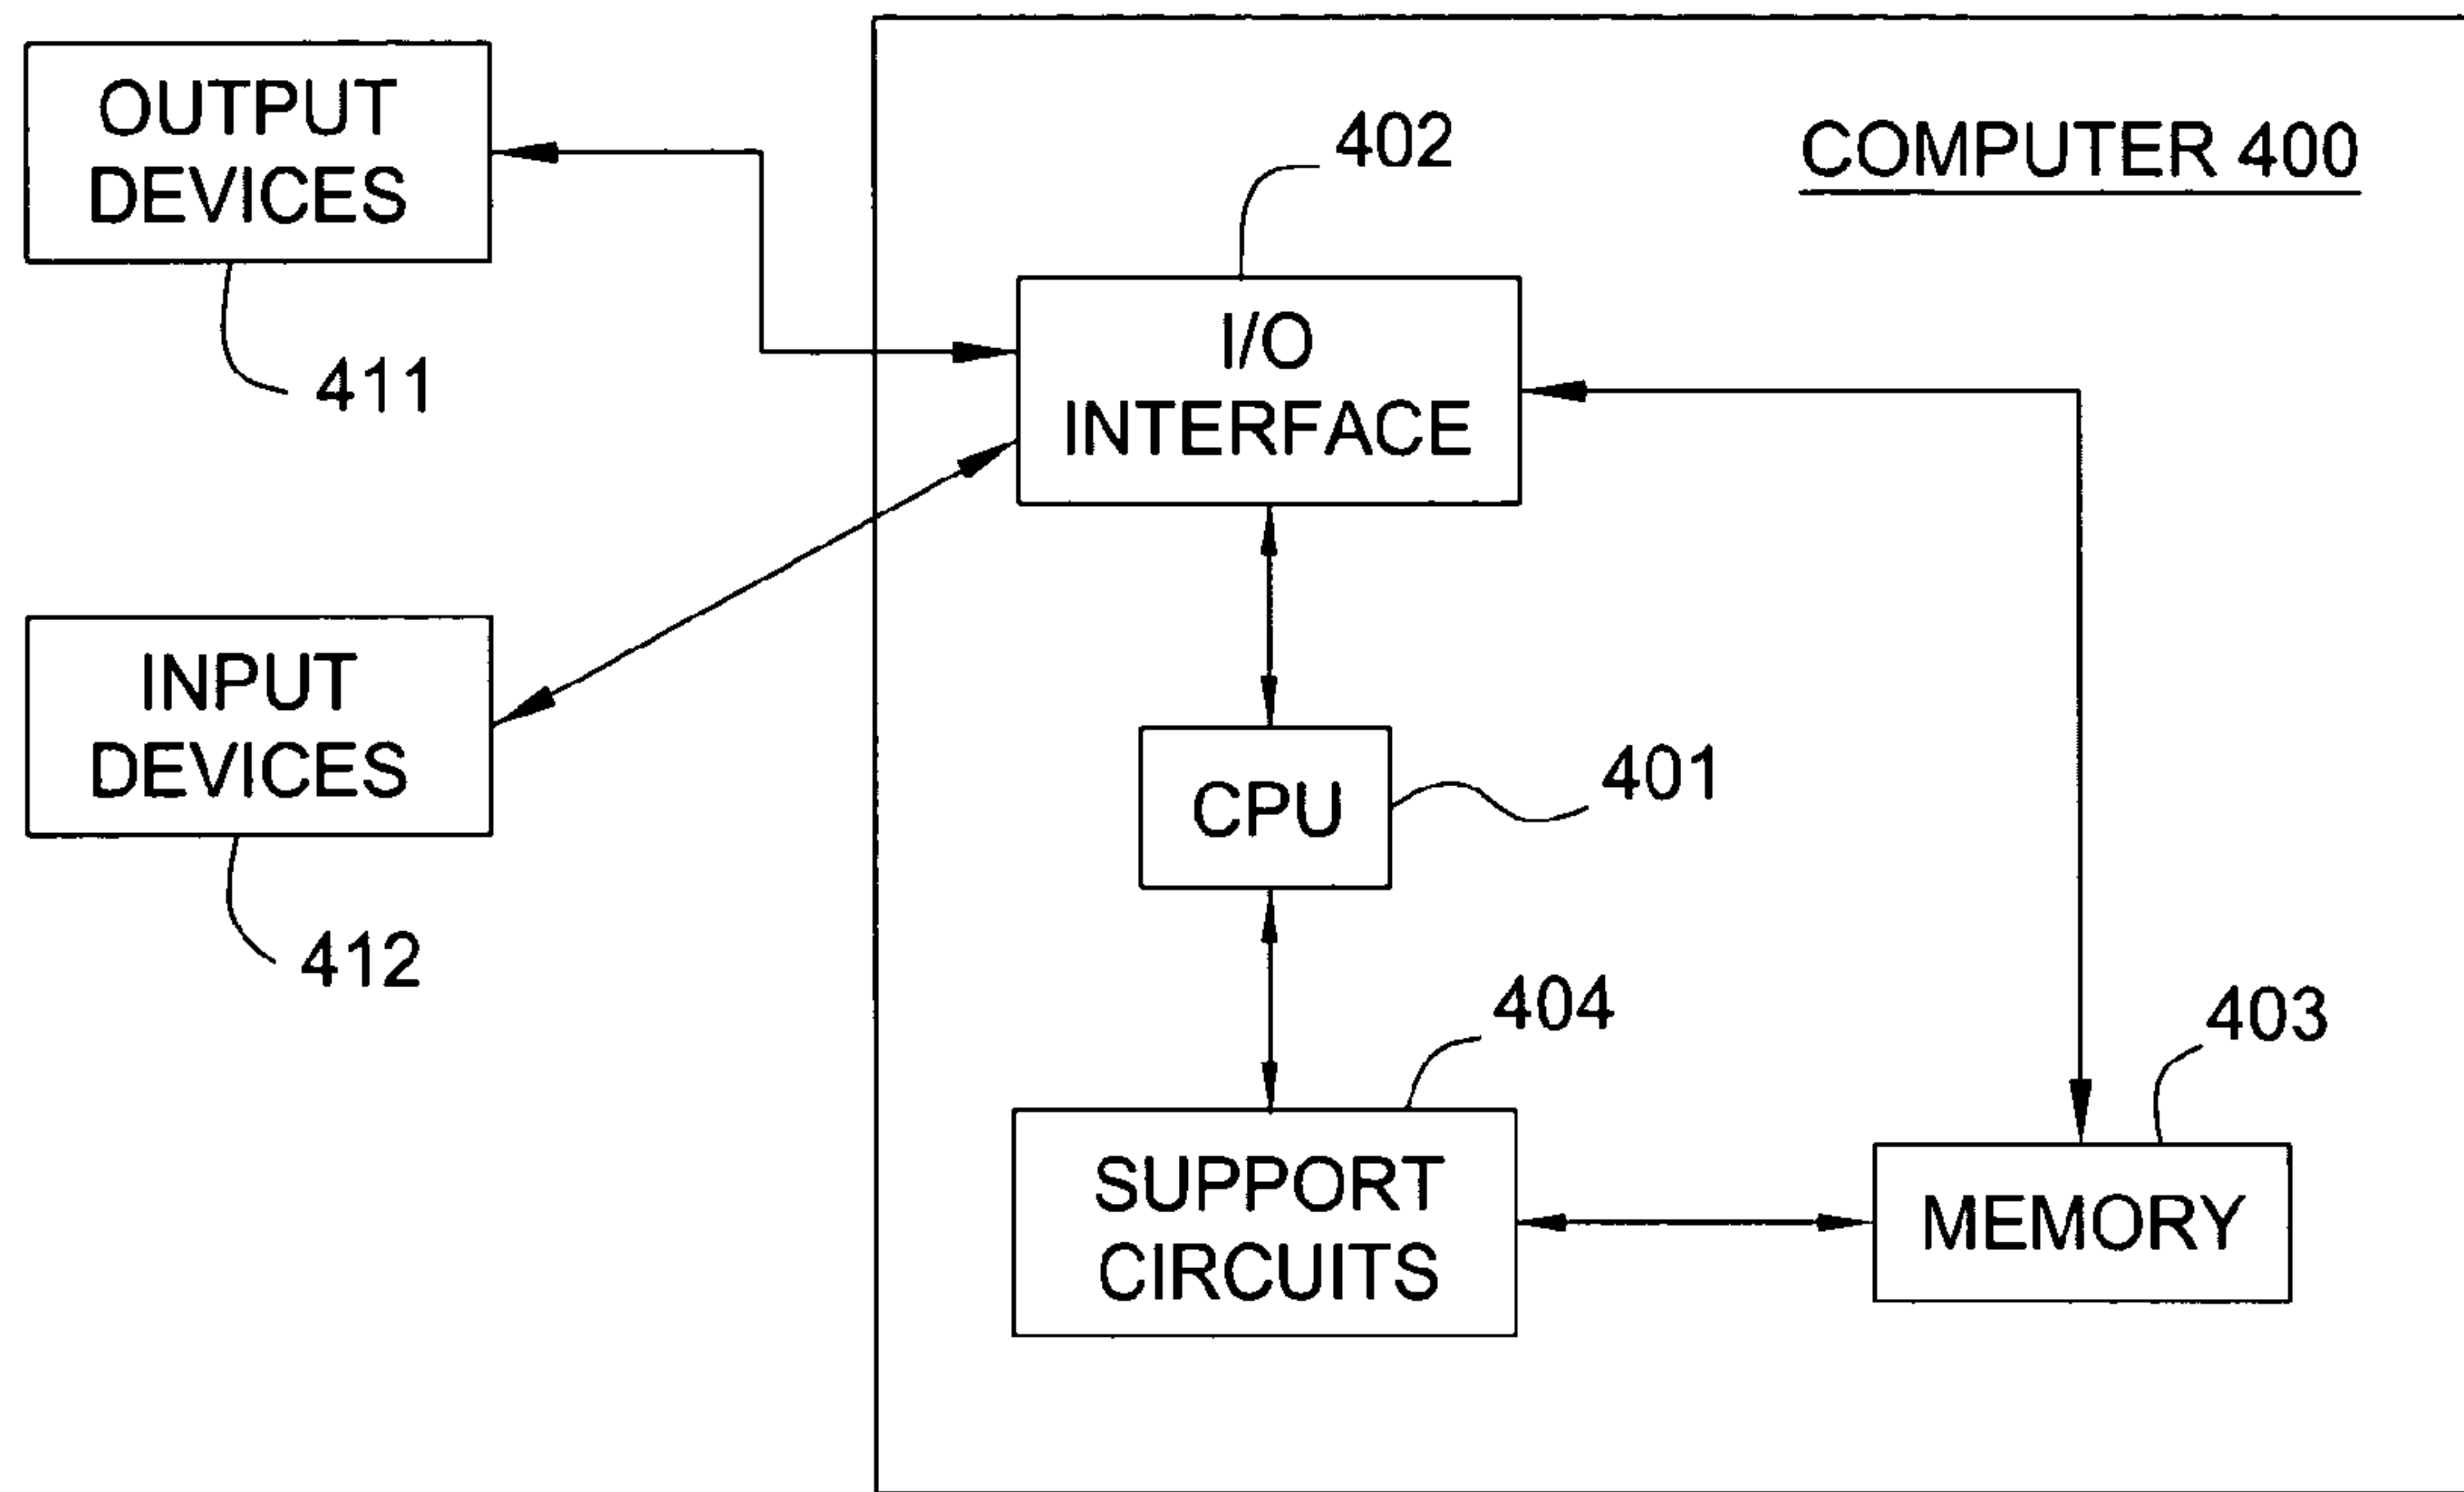 OUTPUT
DEVICES
411
INPUT
DEVICES
412
COMPUTER 400
402
I/O
INTERFACE
CPU
401
404
SUPPORT
CIRCUITS
403
MEMORY